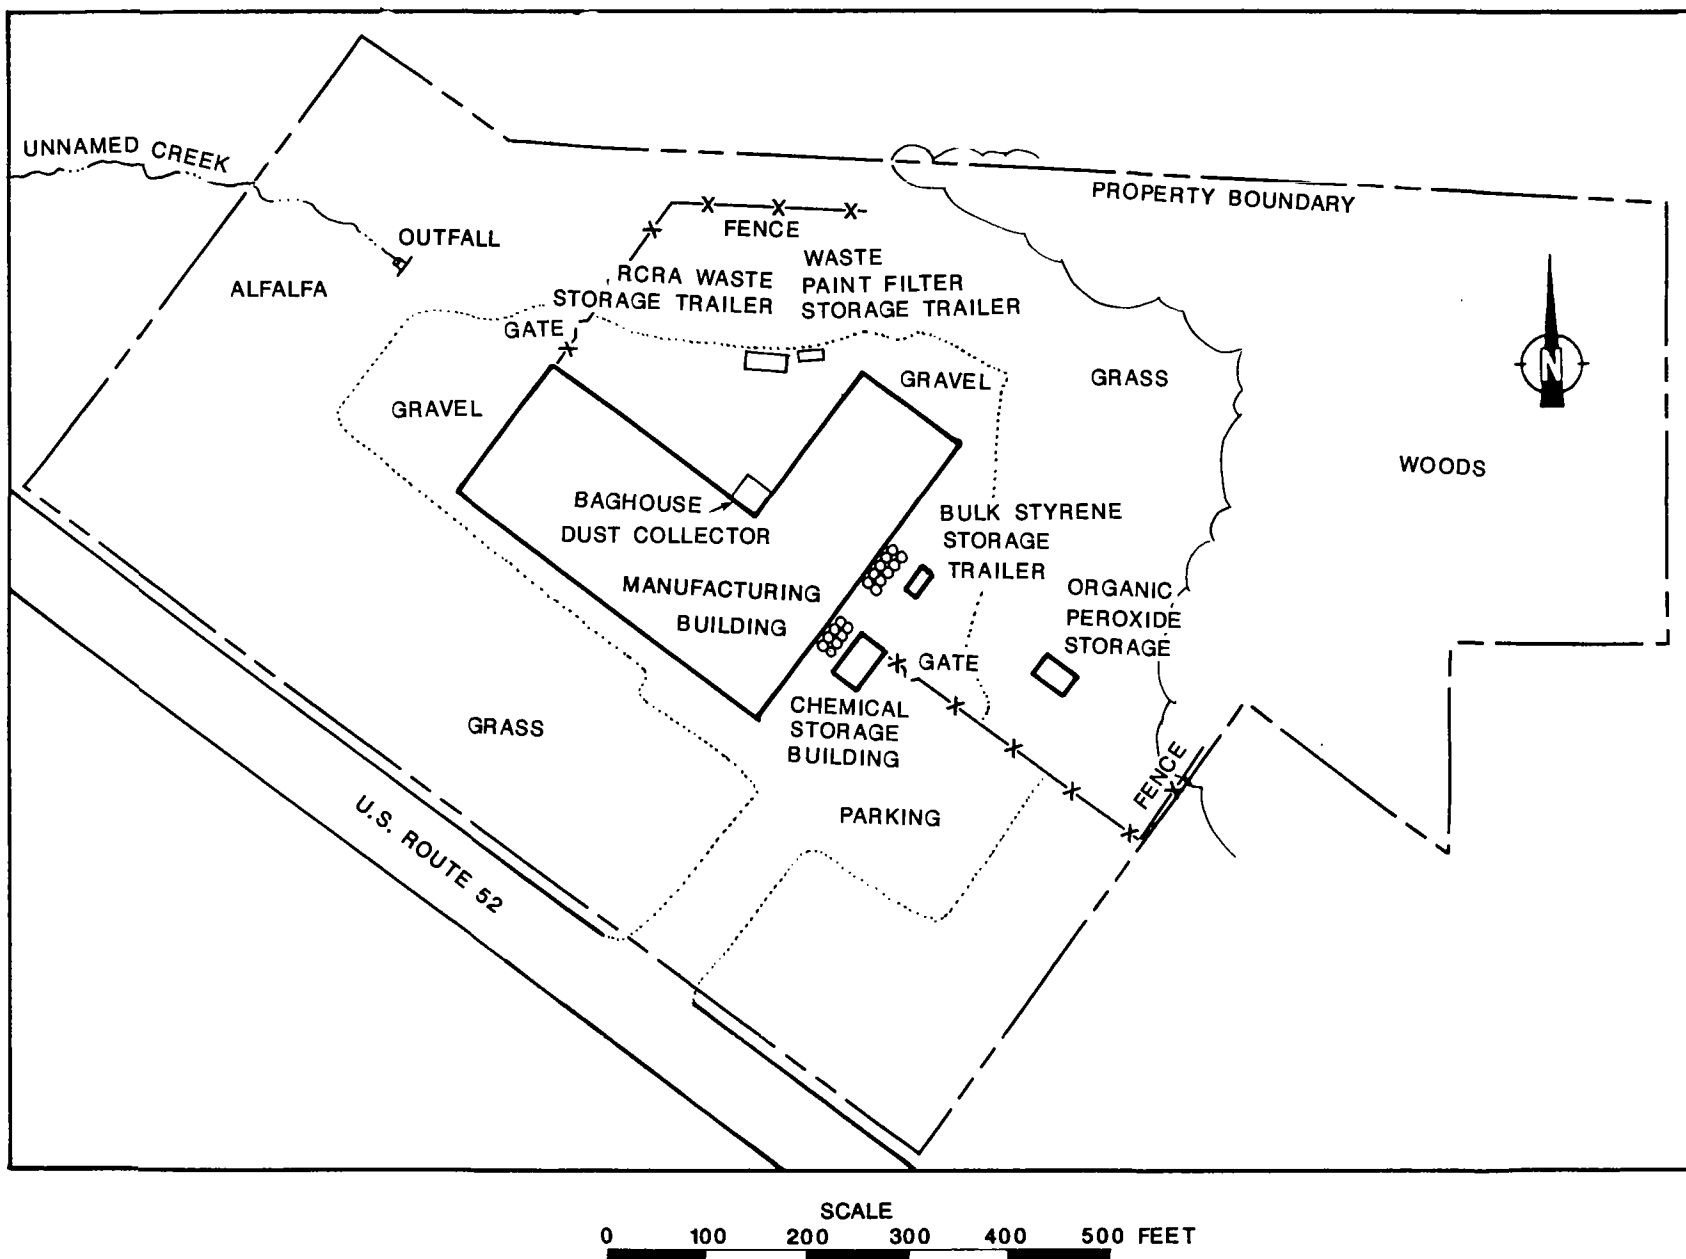 UNNAMED CREEK
PROPERTY BOUNDARY
OUTFALL
FENCE
ALFALFA
RCRA WASTE
STORAGE TRAILER
WASTE
PAINT FILTER
STORAGE TRAILER
GATE
GRAVEL
GRAVEL
GRASS
N
WOODS
BAGHOUSE
DUST COLLECTOR
BULK STYRENE
STORAGE
TRAILER
MANUFACTURING
BUILDING
ORGANIC
PEROXIDE
STORAGE
GATE
CHEMICAL
STORAGE
BUILDING
GRASS
FENCE
PARKING
U.S. ROUTE 52
SCALE
0 100 200 300 400 500 FEET